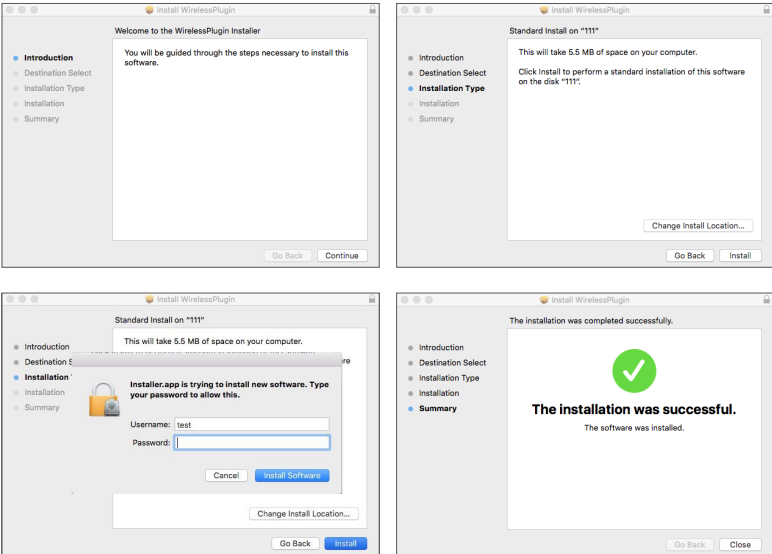 Install WirelessPlugin
Welcome to the WirelessPlugin Installer
Introduction
Destination Select
Installation Type
Installation
Summary
You will be guided through the steps necessary to install this
software.
Go Back
Continue
Install WirelessPlugin
Standard Install on "111"
Introduction
Destination Select
Installation Type
Installation
Summary
This will take 5.5 MB of space on your computer.
Click Install to perform a standard installation of this software
on the disk "111".
Change Install Location...
Go Back
Install
Install WirelessPlugin
Standard Install on "111"
Introduction
Destination S
Installation
Installation
Summary
This will take 5.5 MB of space on your computer.
re
Installer.app is trying to install new software. Type
your password to allow this.
Username: test
Password:
Cancel
Install Software
Change Install Location...
Go Back
Install
Install WirelessPlugin
The installation was completed successfully.
Introduction
Destination Select
Installation Type
Installation
Summary
The installation was successful.
The software was installed.
Go Back
Close